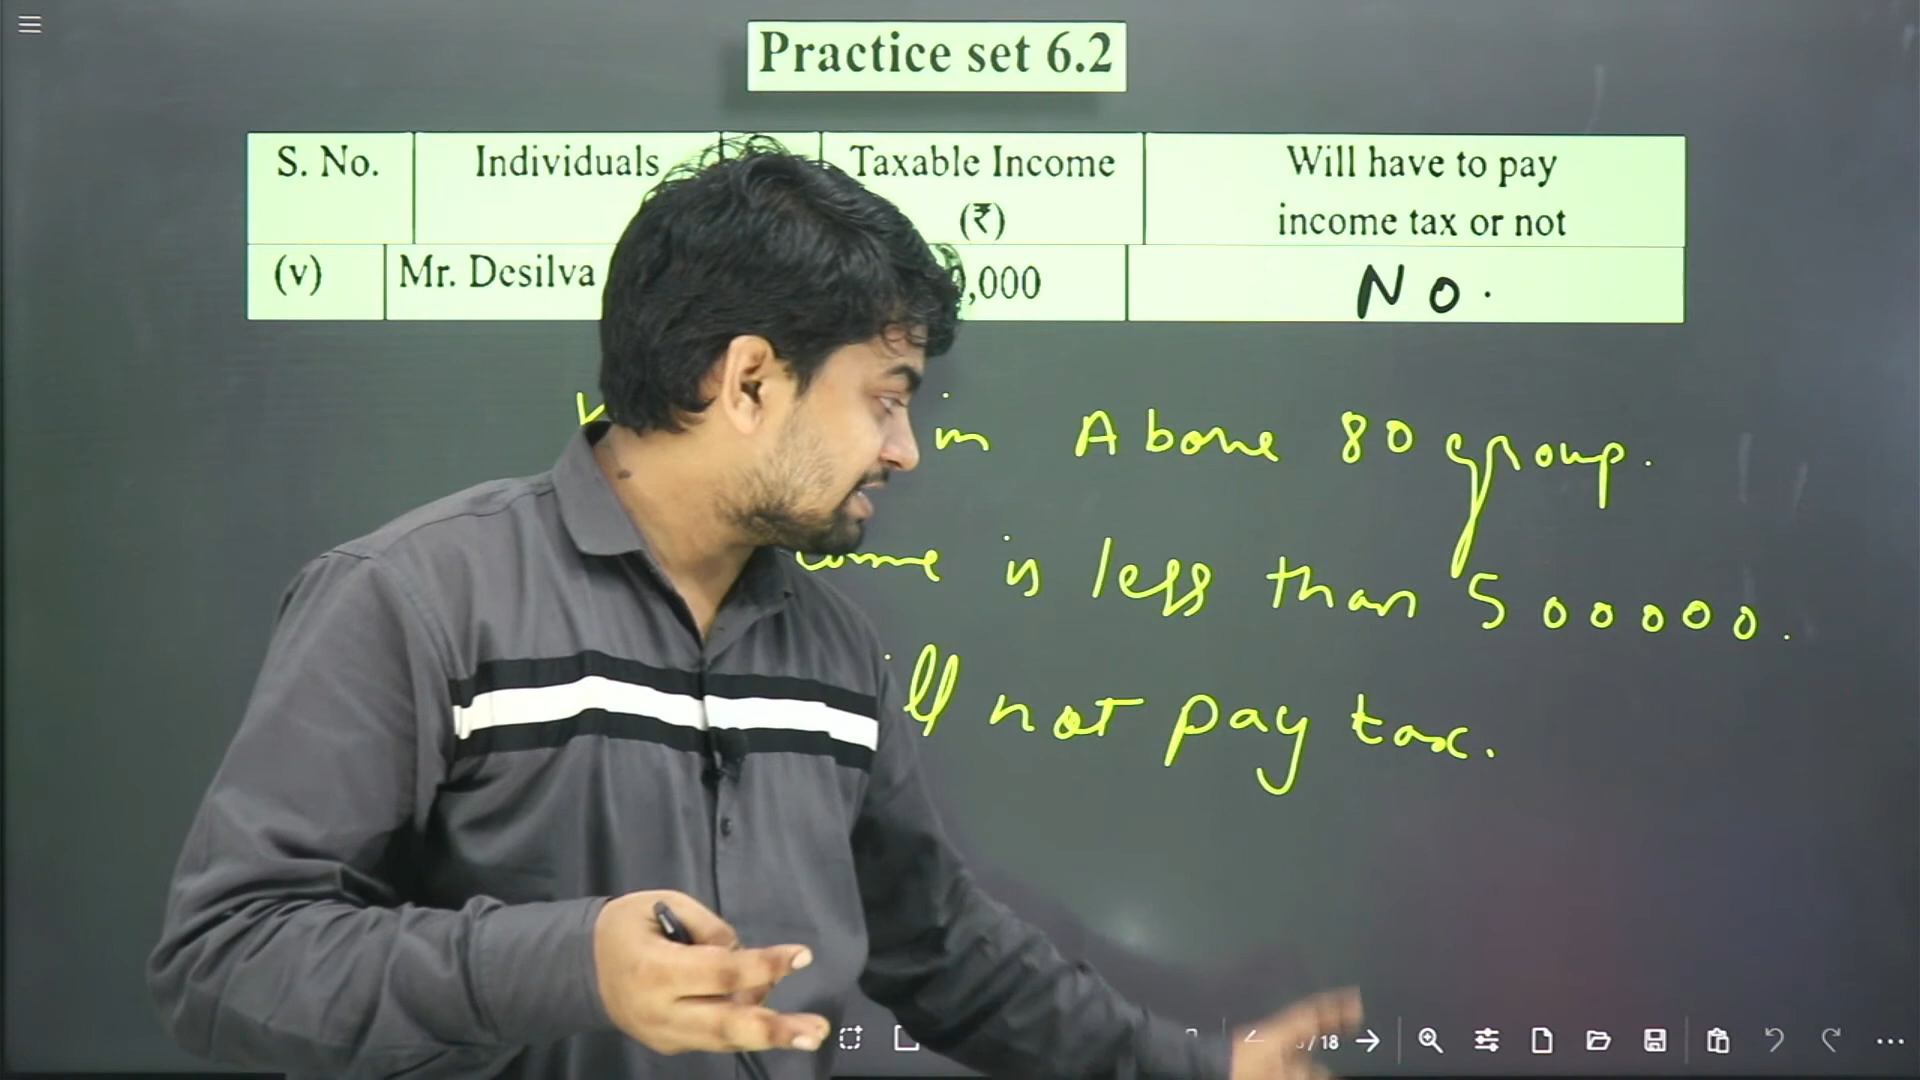 Practice set 6.2
S. No. Individuals Taxable Income (₹) Will have to pay income tax or not
(v) Mr. Desilva ,000 NO.
in Above 80 group.
is less than 500000.
not pay tax.
/18